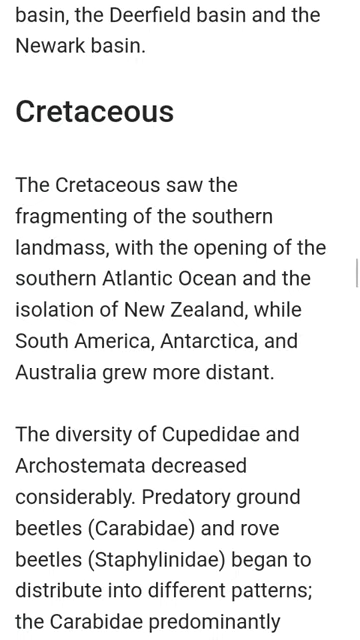 basin, the Deerfield basin and the
Newark basin.
Cretaceous
The Cretaceous saw the
fragmenting of the southern
landmass, with the opening of the
southern Atlantic Ocean and the
isolation of New Zealand, while
South America, Antarctica, and
Australia grew more distant.
The diversity of Cupedidae and
Archostemata decreased
considerably. Predatory ground
beetles (Carabidae) and rove
beetles (Staphylinidae) began to
distribute into different patterns;
the Carabidae predominantly